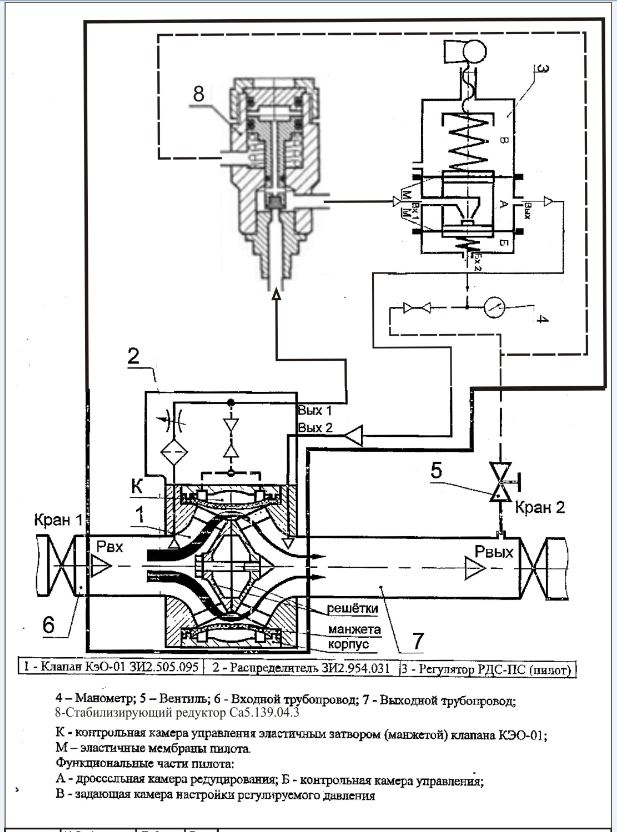 8
3
В
М
Вх 1
М
А
Вых
Б
Вх 2
4
2
Вых 1
Вых 2
К
5
Кран 1
1
Кран 2
Рвх
Рвых
решётки
манжета
6
корпус
7
1 - Клапан КэО-01 ЗИ2.505.095 2 - Распределитель ЗИ2.954.031 3 - Регулятор РДС-ПС (пилот)
4 – Манометр; 5 – Вентиль; 6 - Входной трубопровод; 7 - Выходной трубопровод;
8-Стабилизирующий редуктор Са5.139.04.3
К - контрольная камера управления эластичным затвором (манжетой) клапана КЭО-01;
М – эластичные мембраны пилота.
Функциональные части пилота:
А - дроссельная камера редуцирования; Б - контрольная камера управления;
В - задающая камера настройки регулируемого давления